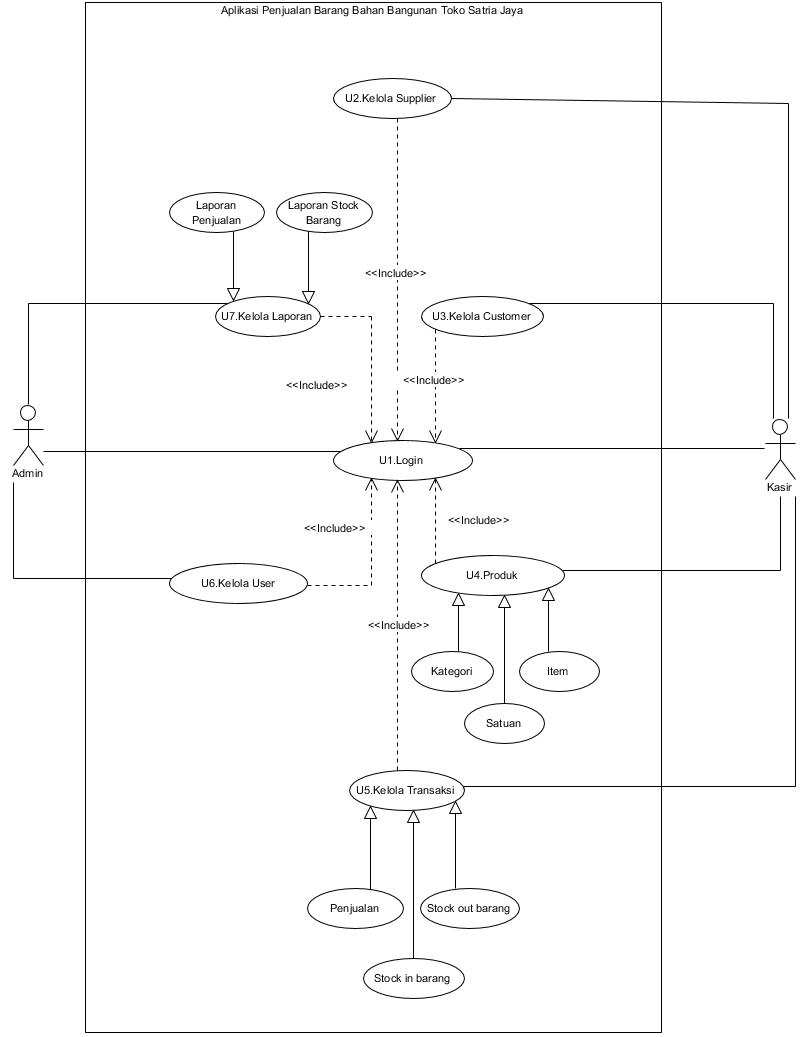 Aplikasi Penjualan Barang Bahan Bangunan Toko Satria Jaya
U2.Kelola Supplier
Laporan
Penjualan
Laporan Stock
Barang
<<Include>>
U7.Kelola Laporan
U3.Kelola Customer
<<Include>>
<<Include>>
Admin
U1.Login
Kasir
<<Include>>
<<Include>>
U6.Kelola User
U4.Produk
<<Include>>
Kategori
Item
Satuan
U5.Kelola Transaksi
Penjualan
Stock out barang
Stock in barang